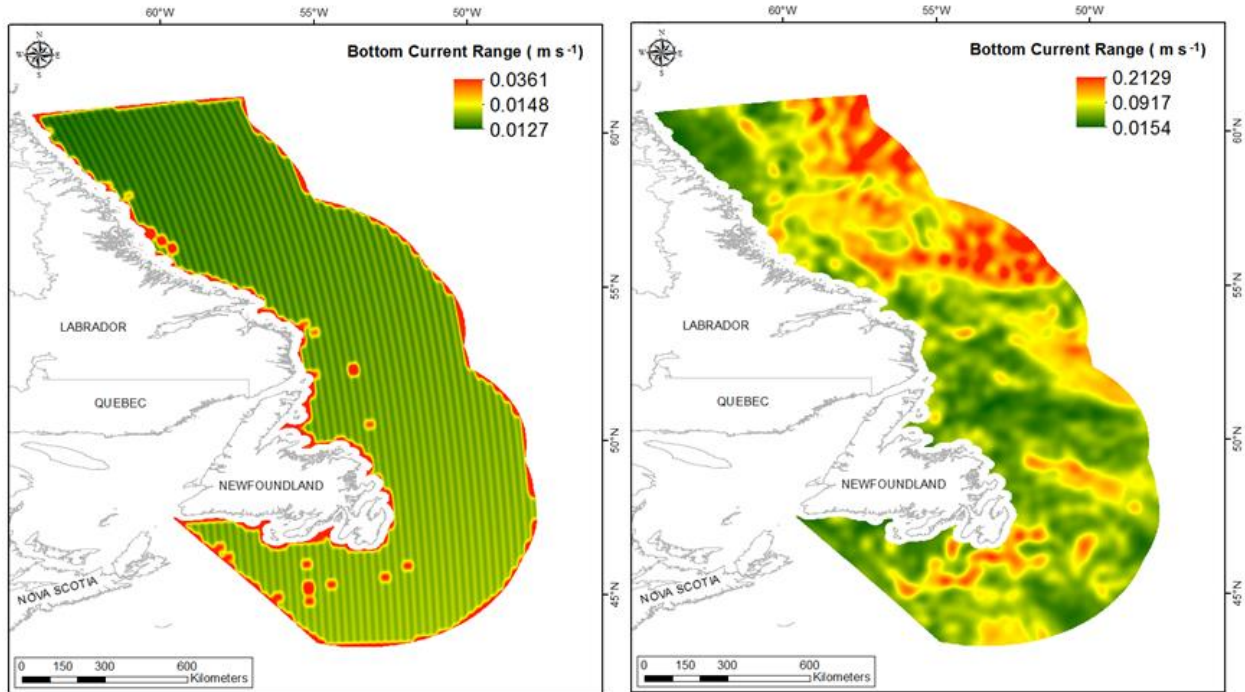 60°W 55°W 50°W
Bottom Current Range ( m s-1)
0.0361
0.0148
0.0127
N
W E
S
60°N
55°N
50°N
45°N
LABRADOR
QUEBEC
NEWFOUNDLAND
NOVA SCOTIA
0 150 300 600
Kilometers
60°W 55°W 50°W
Bottom Current Range ( m s-1)
0.2129
0.0917
0.0154
N
W E
S
60°N
55°N
50°N
45°N
LABRADOR
QUEBEC
NEWFOUNDLAND
NOVA SCOTIA
0 150 300 600
Kilometers